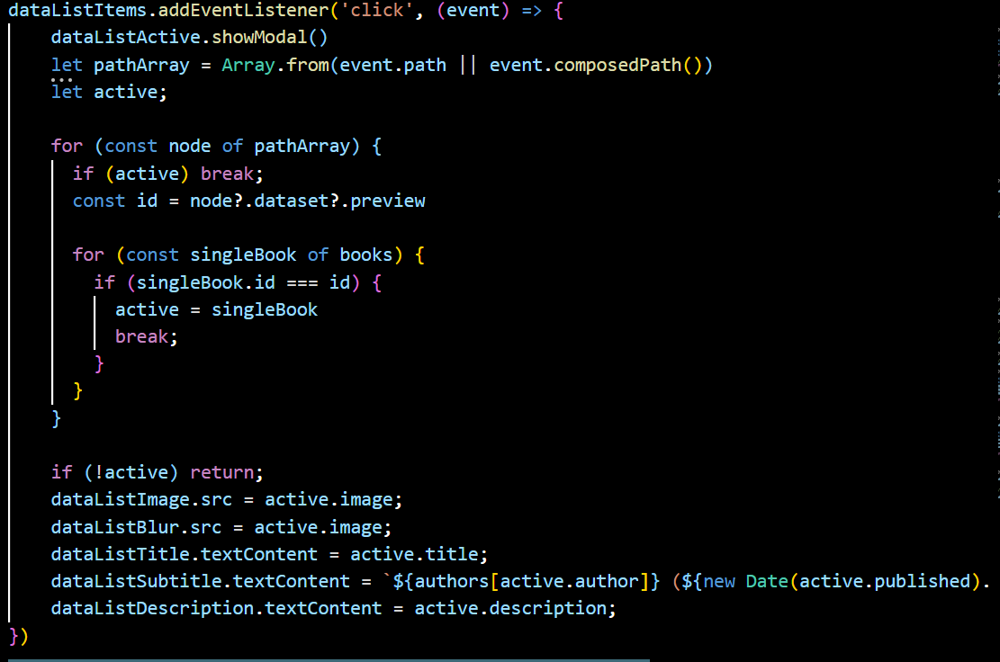 dataListItems.addEventListener('click', (event) => {
dataListActive.showModal()
let pathArray = Array.from(event.path || event.composedPath())
let active;
for (const node of pathArray) {
if (active) break;
const id = node?.dataset?.preview
for (const singleBook of books) {
if (singleBook.id === id) {
active = singleBook
break;
}
}
}
if (!active) return;
dataListImage.src = active.image;
dataListBlur.src = active.image;
dataListTitle.textContent = active.title;
dataListSubtitle.textContent = `${authors[active.author]} (${new Date(active.published).
dataListDescription.textContent = active.description;
})